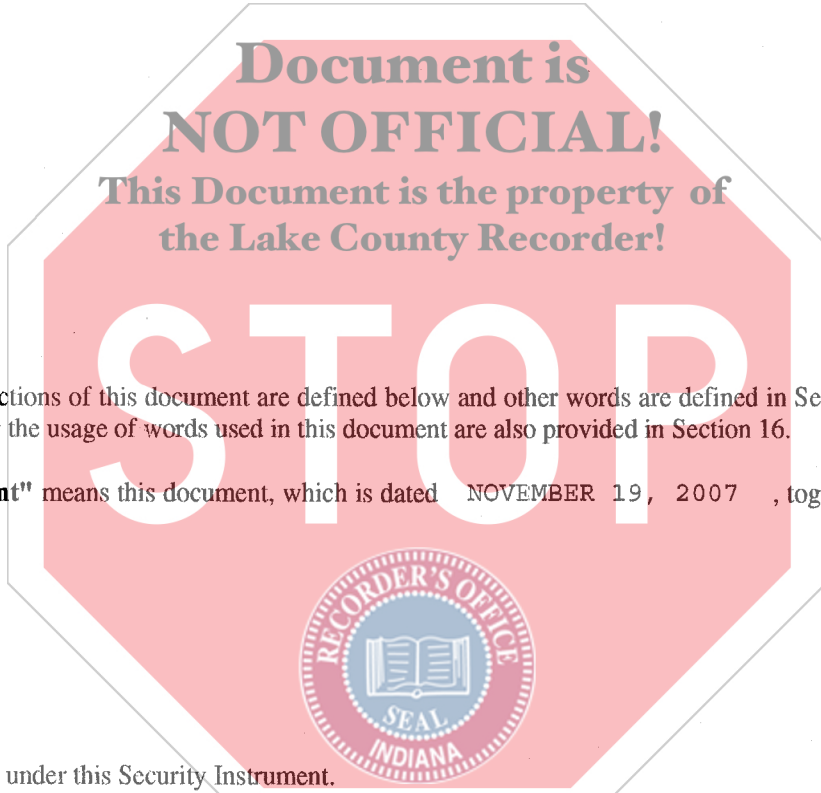 Document is
NOT OFFICIAL!
This Document is the property of
the Lake County Recorder!
STOP
ctions of this document are defined below and other words are defined in Se
the usage of words used in this document are also provided in Section 16.
nt" means this document, which is dated NOVEMBER 19, 2007 , tog
RECORDER'S OFFICE
SEAL
INDIANA
under this Security Instrument.